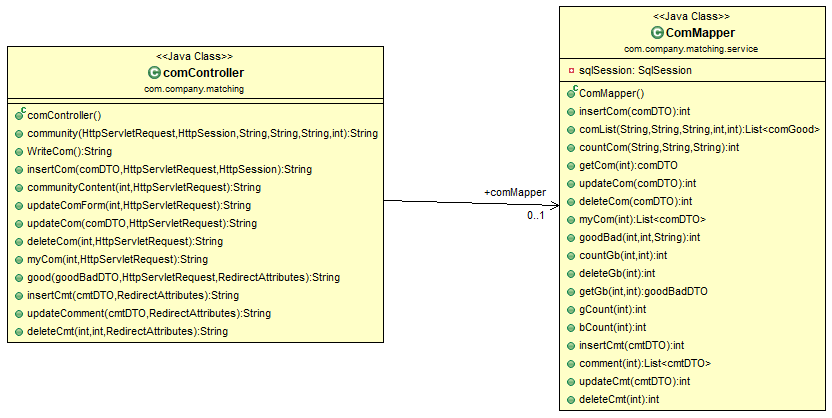 <<Java Class>>
comController
com.company.matching
comController()
community(HttpServletRequest,HttpSession,String,String,String,int):String
WriteCom():String
insertCom(comDTO,HttpServletRequest,HttpSession):String
communityContent(int,HttpServletRequest):String
updateComForm(int,HttpServletRequest):String
updateCom(comDTO,HttpServletRequest):String
deleteCom(int,HttpServletRequest):String
myCom(int,HttpServletRequest):String
good(goodBadDTO,HttpServletRequest,RedirectAttributes):String
insertCmt(cmtDTO,RedirectAttributes):String
updateComment(cmtDTO,RedirectAttributes):String
deleteCmt(int,int,RedirectAttributes):String
+comMapper
0..1
<<Java Class>>
ComMapper
com.company.matching.service
sqlSession: SqlSession
ComMapper()
insertCom(comDTO):int
comList(String,String,String,int,int):List<comGood>
countCom(String,String,String):int
getCom(int):comDTO
updateCom(comDTO):int
deleteCom(comDTO):int
myCom(int):List<comDTO>
goodBad(int,int,String):int
countGb(int,int):int
deleteGb(int):int
getGb(int,int):goodBadDTO
gCount(int):int
bCount(int):int
insertCmt(cmtDTO):int
comment(int):List<cmtDTO>
updateCmt(cmtDTO):int
deleteCmt(int):int